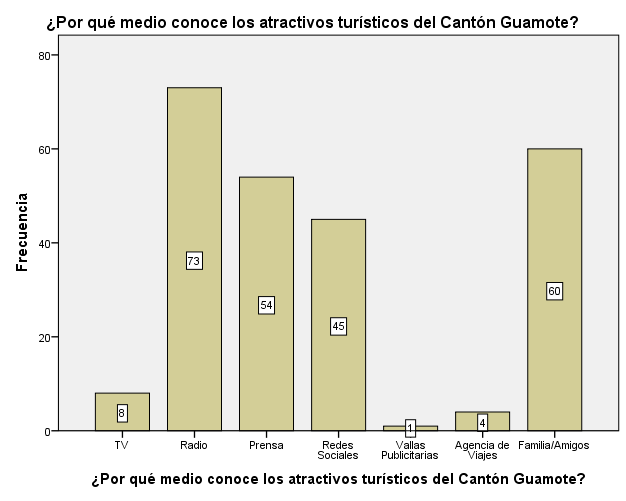 ¿Por qué medio conoce los atractivos turísticos del Cantón Guamote?
80
60
40
20
0
Frecuencia
8
73
54
45
1
4
60
TV
Radio
Prensa
Redes
Sociales
Vallas
Publicitarias
Agencia de
Viajes
Familia/Amigos
¿Por qué medio conoce los atractivos turísticos del Cantón Guamote?